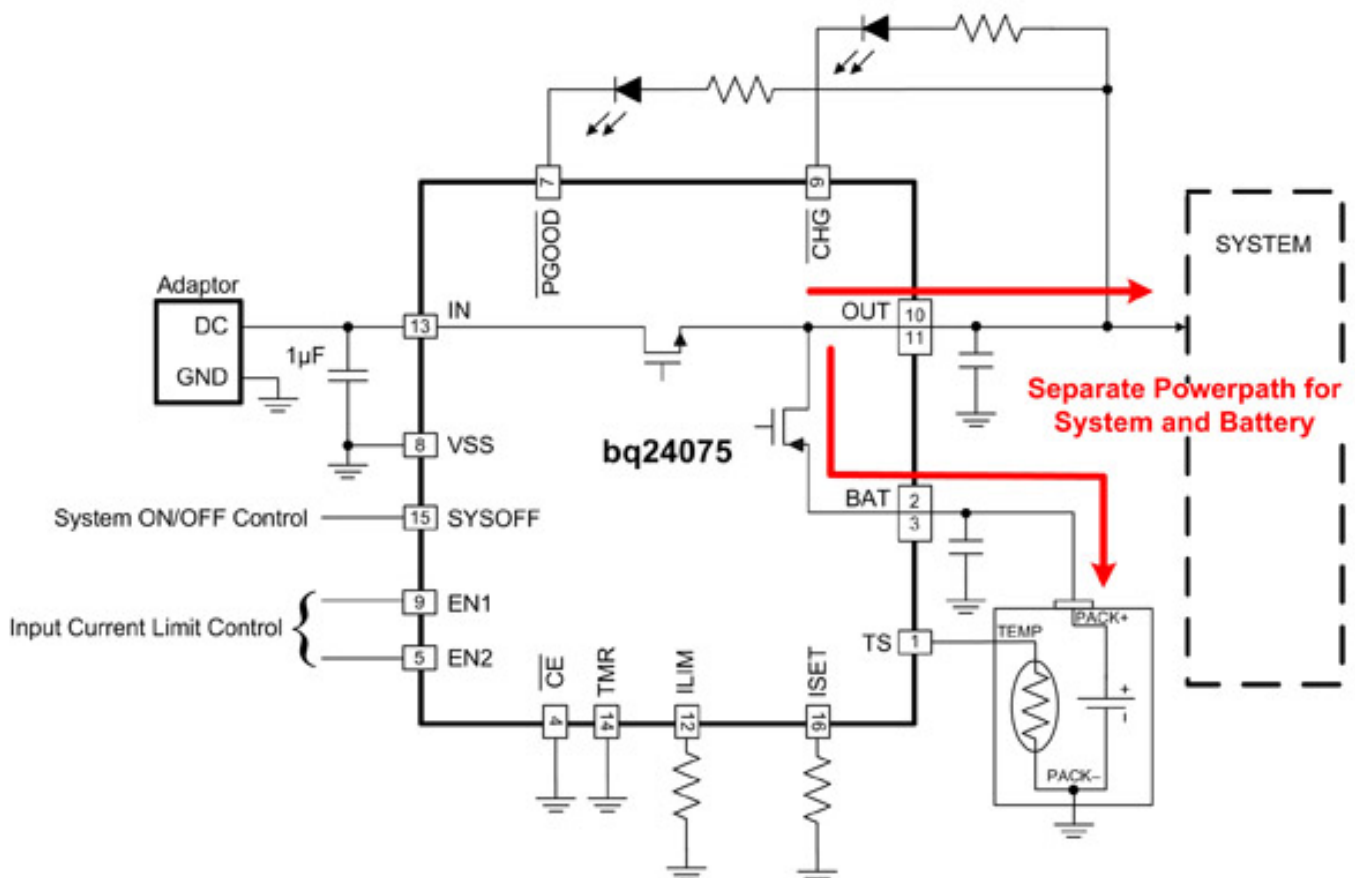 7
9
PGOOD
CHG
SYSTEM
Adaptor
DC
GND
1µF
13
IN
OUT
10
11
Separate Powerpath for
System and Battery
8
VSS
bq24075
BAT
2
3
System ON/OFF Control
15
SYSOFF
Input Current Limit Control
9
EN1
5
EN2
TS
1
TEMP
PACK+
+
−
PACK–
CE
TMR
ILIM
ISET
4
14
12
16